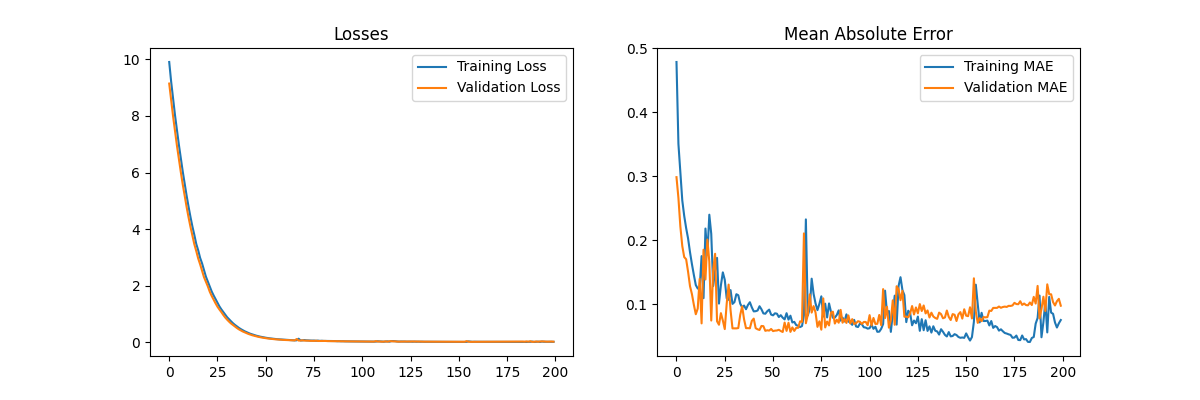 Losses
10
8
6
4
2
0
0 25 50 75 100 125 150 175 200
Training Loss
Validation Loss
Mean Absolute Error
0.5
0.4
0.3
0.2
0.1
0 25 50 75 100 125 150 175 200
Training MAE
Validation MAE